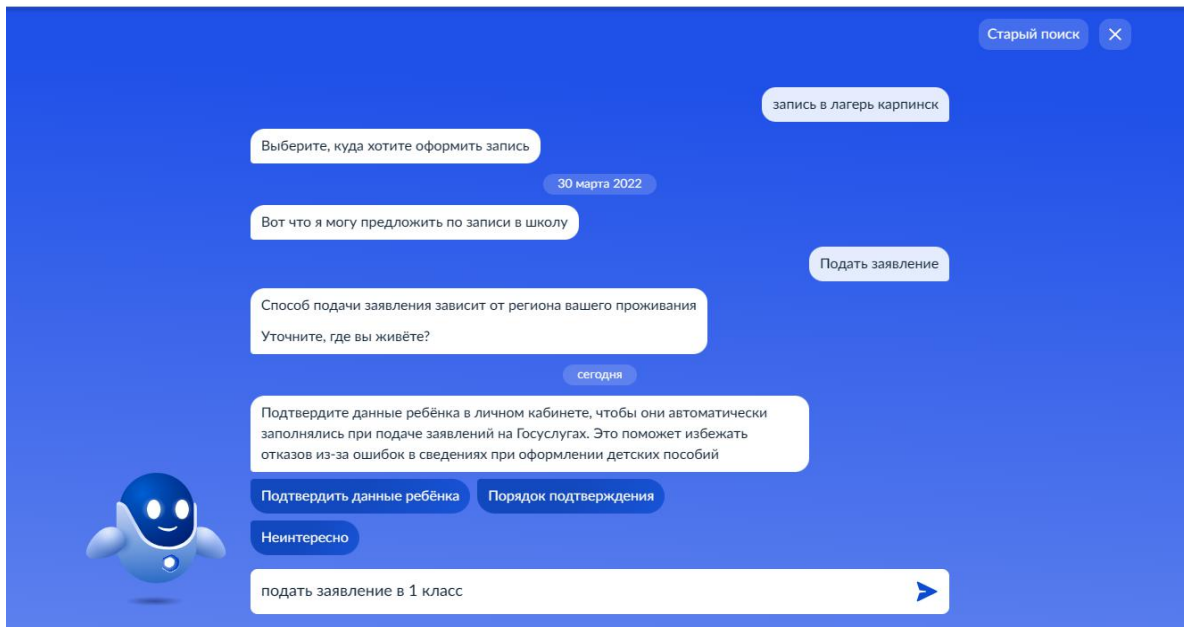 Старый поиск
запись в лагерь карпинск
Выберите, куда хотите оформить запись
30 марта 2022
Вот что я могу предложить по записи в школу
Подать заявление
Способ подачи заявления зависит от региона вашего проживания
Уточните, где вы живёте?
сегодня
Подтвердите данные ребёнка в личном кабинете, чтобы они автоматически
заполнялись при подаче заявлений на Госуслугах. Это поможет избежать
отказов из-за ошибок в сведениях при оформлении детских пособий
Подтвердить данные ребёнка Порядок подтверждения
Неинтересно
подать заявление в 1 класс